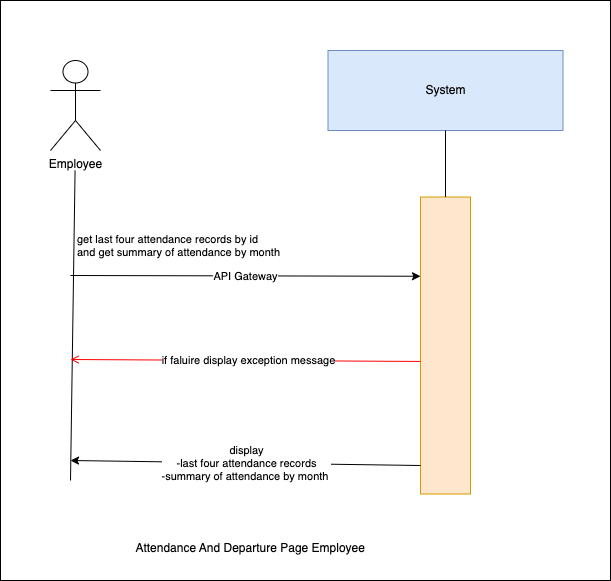 System
Employee
get last four attendance records by id
and get summary of attendance by month
API Gateway
if faluire display exception message
display
-last four attendance records
-summary of attendance by month
Attendance And Departure Page Employee